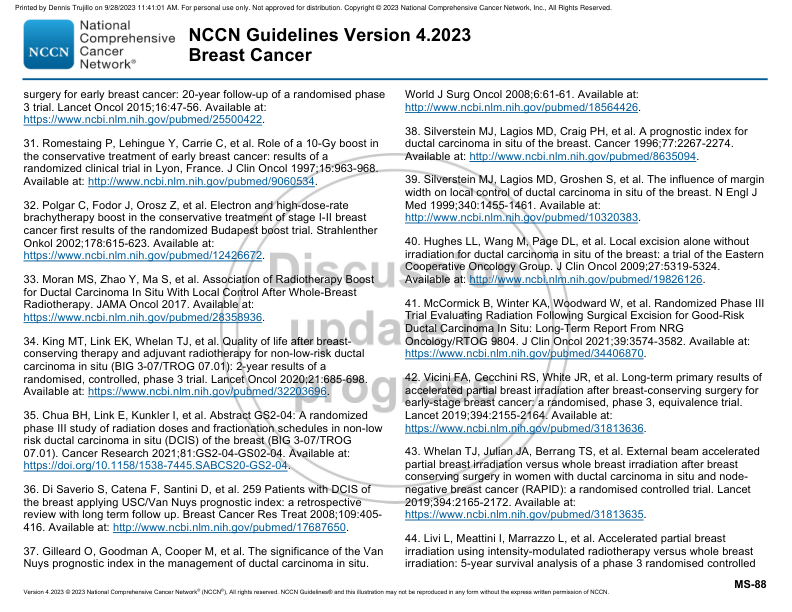 Printed by Dennis Trujillo on 9/28/2023 11:41:01 AM. For personal use only. Not approved for distribution. Copyright © 2023 National Comprehensive Cancer Network, Inc., All Rights Reserved.
NCCN
National
Comprehensive
Cancer
Network®
NCCN Guidelines Version 4.2023
Breast Cancer
surgery for early breast cancer: 20-year follow-up of a randomised phase
3 trial. Lancet Oncol 2015;16:47-56. Available at:
https://www.ncbi.nlm.nih.gov/pubmed/25500422.
31. Romestaing P, Lehingue Y, Carrie C, et al. Role of a 10-Gy boost in
the conservative treatment of early breast cancer: results of a
randomized clinical trial in Lyon, France. J Clin Oncol 1997;15:963-968.
Available at: http://www.ncbi.nlm.nih.gov/pubmed/9060534.
32. Polgar C, Fodor J, Orosz Z, et al. Electron and high-dose-rate
brachytherapy boost in the conservative treatment of stage I-II breast
cancer first results of the randomized Budapest boost trial. Strahlenther
Onkol 2002;178:615-623. Available at:
https://www.ncbi.nlm.nih.gov/pubmed/12426672.
33. Moran MS, Zhao Y, Ma S, et al. Association of Radiotherapy Boost
for Ductal Carcinoma In Situ With Local Control After Whole-Breast
Radiotherapy. JAMA Oncol 2017. Available at:
https://www.ncbi.nlm.nih.gov/pubmed/28358936.
34. King MT, Link EK, Whelan TJ, et al. Quality of life after breast-
conserving therapy and adjuvant radiotherapy for non-low-risk ductal
carcinoma in situ (BIG 3-07/TROG 07.01): 2-year results of a
randomised, controlled, phase 3 trial. Lancet Oncol 2020;21:685-698.
Available at: https://www.ncbi.nlm.nih.gov/pubmed/32203696.
35. Chua BH, Link E, Kunkler I, et al. Abstract GS2-04: A randomized
phase III study of radiation doses and fractionation schedules in non-low
risk ductal carcinoma in situ (DCIS) of the breast (BIG 3-07/TROG
07.01). Cancer Research 2021;81:GS2-04-GS02-04. Available at:
https://doi.org/10.1158/1538-7445.SABCS20-GS2-04.
36. Di Saverio S, Catena F, Santini D, et al. 259 Patients with DCIS of
the breast applying USC/Van Nuys prognostic index: a retrospective
review with long term follow up. Breast Cancer Res Treat 2008;109:405-
416. Available at: http://www.ncbi.nlm.nih.gov/pubmed/17687650.
37. Gilleard O, Goodman A, Cooper M, et al. The significance of the Van
Nuys prognostic index in the management of ductal carcinoma in situ.
World J Surg Oncol 2008;6:61-61. Available at:
http://www.ncbi.nlm.nih.gov/pubmed/18564426.
38. Silverstein MJ, Lagios MD, Craig PH, et al. A prognostic index for
ductal carcinoma in situ of the breast. Cancer 1996;77:2267-2274.
Available at: http://www.ncbi.nlm.nih.gov/pubmed/8635094.
39. Silverstein MJ, Lagios MD, Groshen S, et al. The influence of margin
width on local control of ductal carcinoma in situ of the breast. N Engl J
Med 1999;340:1455-1461. Available at:
http://www.ncbi.nlm.nih.gov/pubmed/10320383.
40. Hughes LL, Wang M, Page DL, et al. Local excision alone without
irradiation for ductal carcinoma in situ of the breast: a trial of the Eastern
Cooperative Oncology Group. J Clin Oncol 2009;27:5319-5324.
Available at: http://www.ncbi.nlm.nih.gov/pubmed/19826126.
41. McCormick B, Winter KA, Woodward W, et al. Randomized Phase III
Trial Evaluating Radiation Following Surgical Excision for Good-Risk
Ductal Carcinoma In Situ: Long-Term Report From NRG
Oncology/RTOG 9804. J Clin Oncol 2021;39:3574-3582. Available at:
https://www.ncbi.nlm.nih.gov/pubmed/34406870.
42. Vicini FA, Cecchini RS, White JR, et al. Long-term primary results of
accelerated partial breast irradiation after breast-conserving surgery for
early-stage breast cancer: a randomised, phase 3, equivalence trial.
Lancet 2019;394:2155-2164. Available at:
https://www.ncbi.nlm.nih.gov/pubmed/31813636.
43. Whelan TJ, Julian JA, Berrang TS, et al. External beam accelerated
partial breast irradiation versus whole breast irradiation after breast
conserving surgery in women with ductal carcinoma in situ and node-
negative breast cancer (RAPID): a randomised controlled trial. Lancet
2019;394:2165-2172. Available at:
https://www.ncbi.nlm.nih.gov/pubmed/31813635.
44. Livi L, Meattini I, Marrazzo L, et al. Accelerated partial breast
irradiation using intensity-modulated radiotherapy versus whole breast
irradiation: 5-year survival analysis of a phase 3 randomised controlled
Discussion
update in
progress
MS-88
Version 4.2023 © 2023 National Comprehensive Cancer Network® (NCCN®), All rights reserved. NCCN Guidelines® and this illustration may not be reproduced in any form without the express written permission of NCCN.